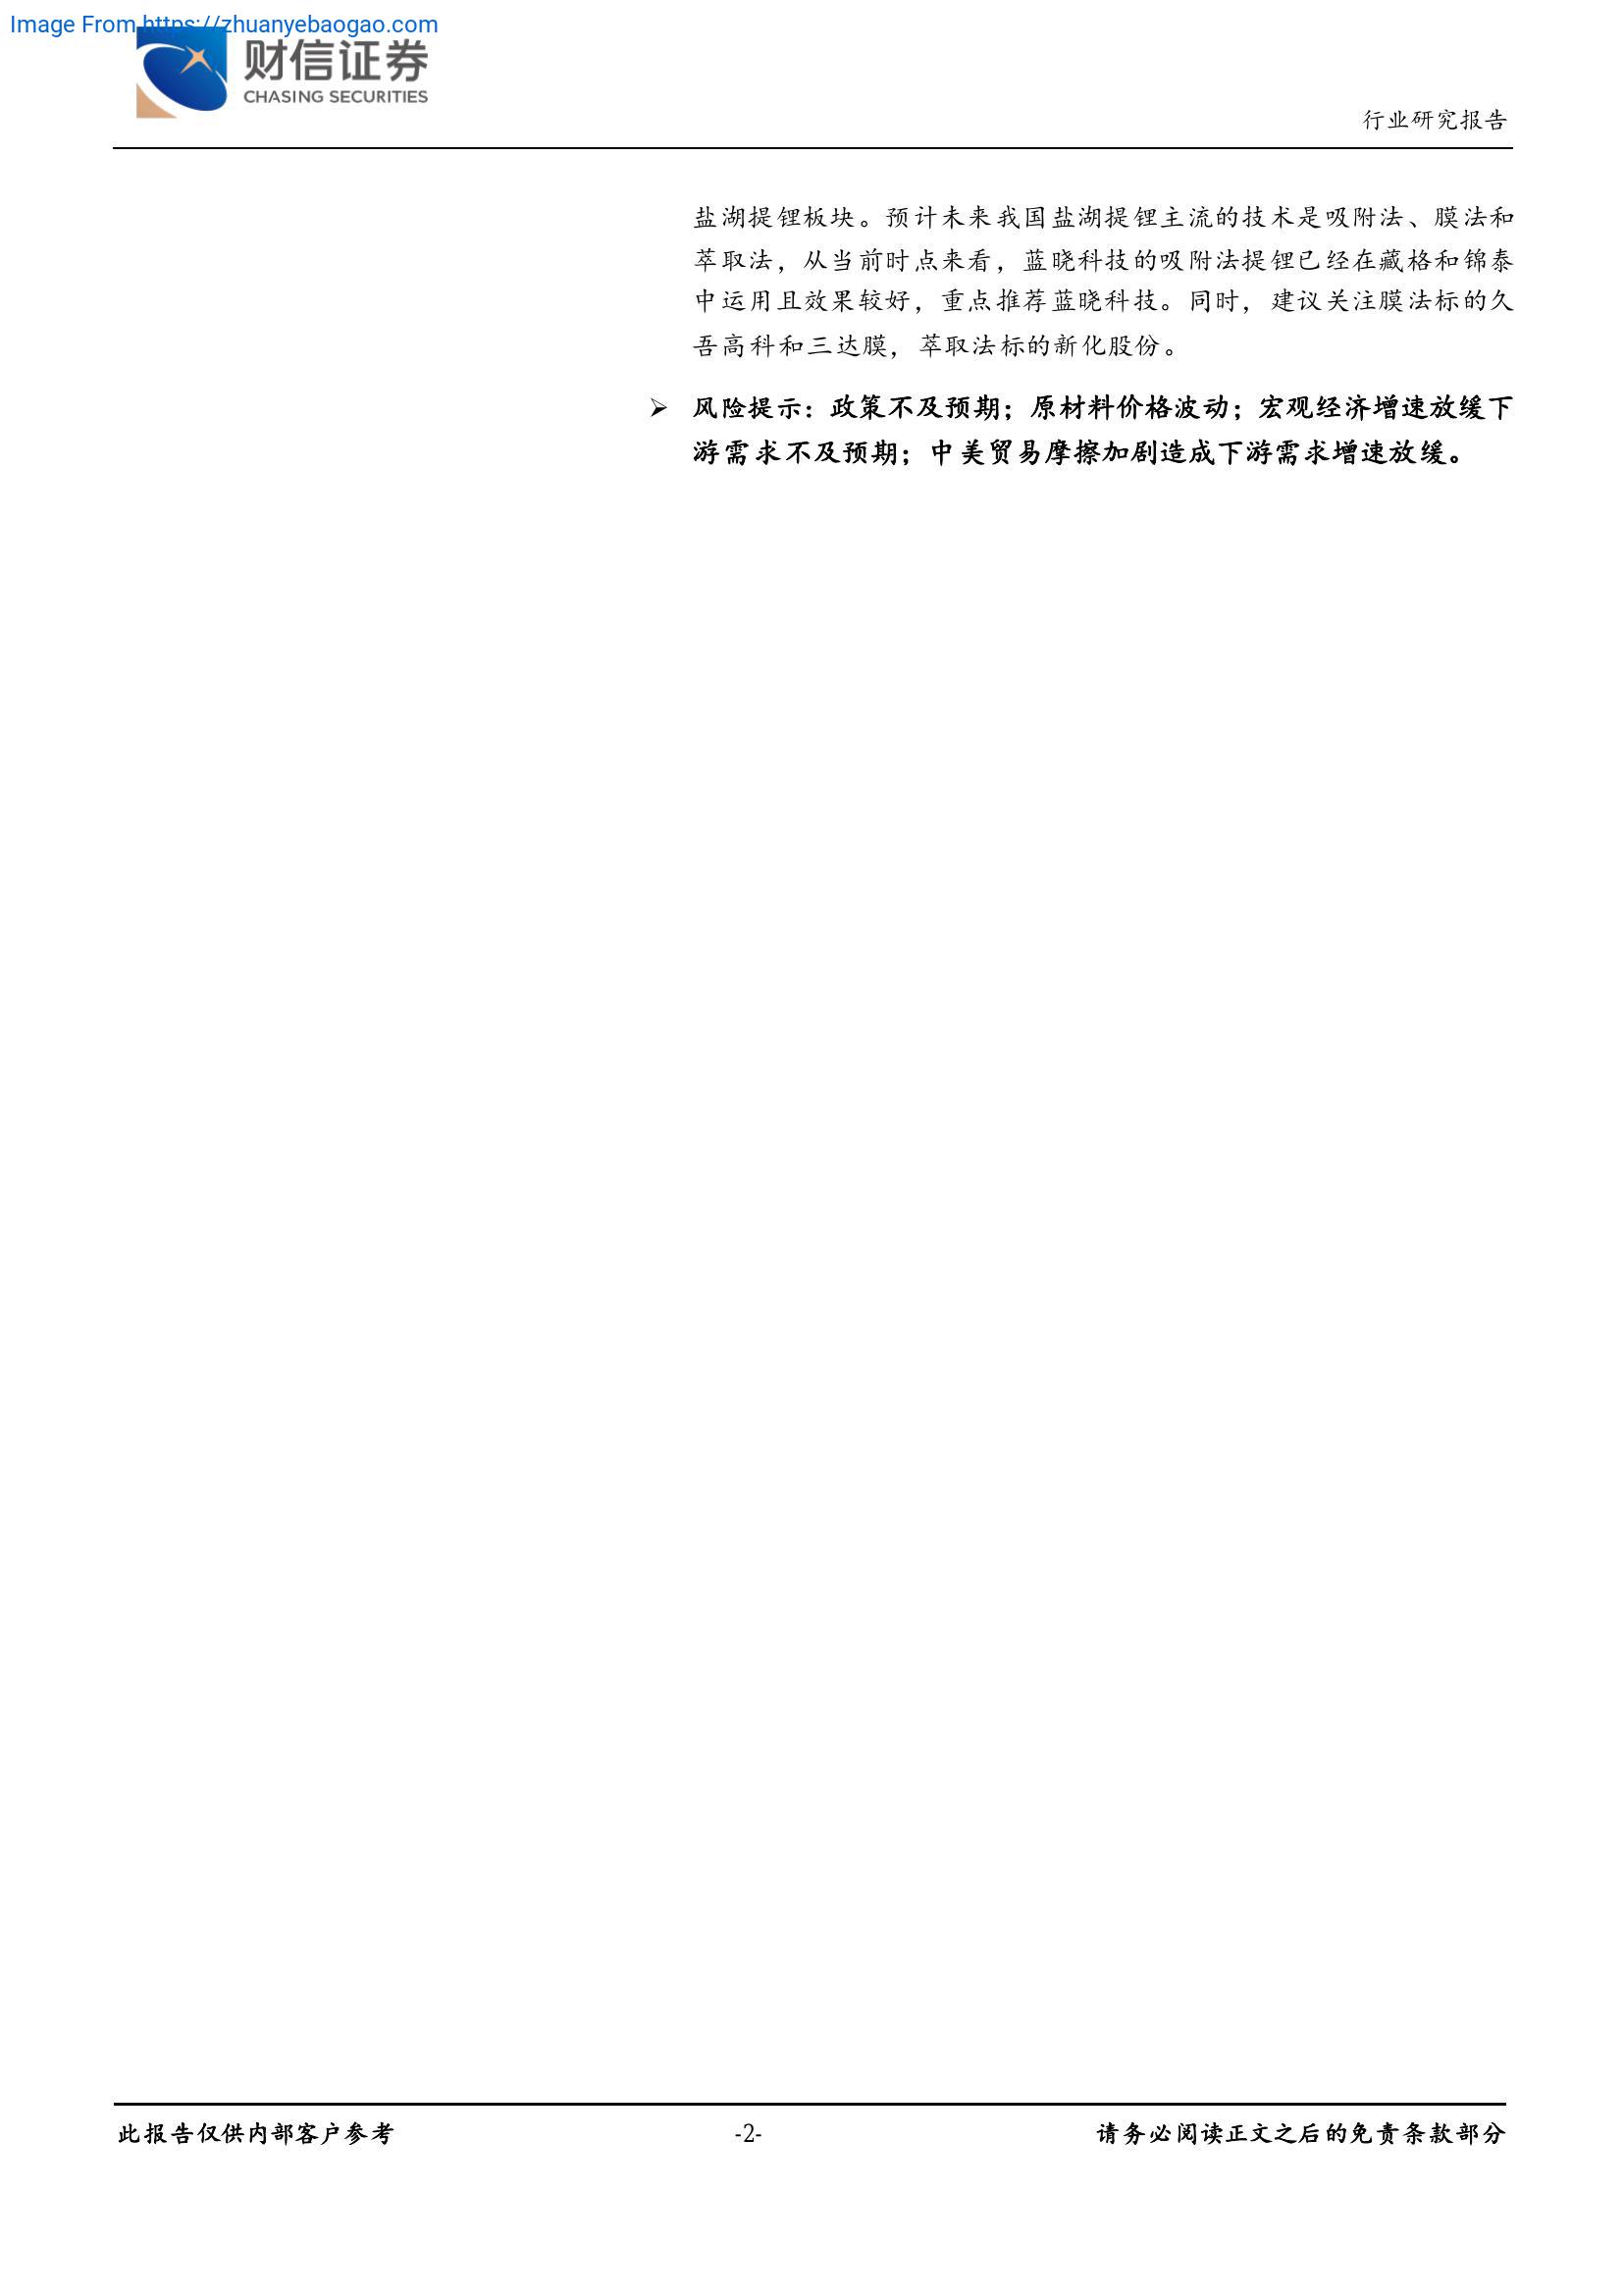 Image From https://zhuanyebaogao.com
财信证券
CHASING SECURITIES
行业研究报告
盐湖提锂板块。预计未来我国盐湖提锂主流的技术是吸附法、膜法和
萃取法，从当前时点来看，蓝晓科技的吸附法提锂已经在藏格和锦泰
中运用且效果较好，重点推荐蓝晓科技。同时，建议关注膜法标的久
吾高科和三达膜，萃取法标的新化股份。
➢ 风险提示：政策不及预期；原材料价格波动；宏观经济增速放缓下
游需求不及预期；中美贸易摩擦加剧造成下游需求增速放缓。
此报告仅供内部客户参考
-2-
请务必阅读正文之后的免责条款部分